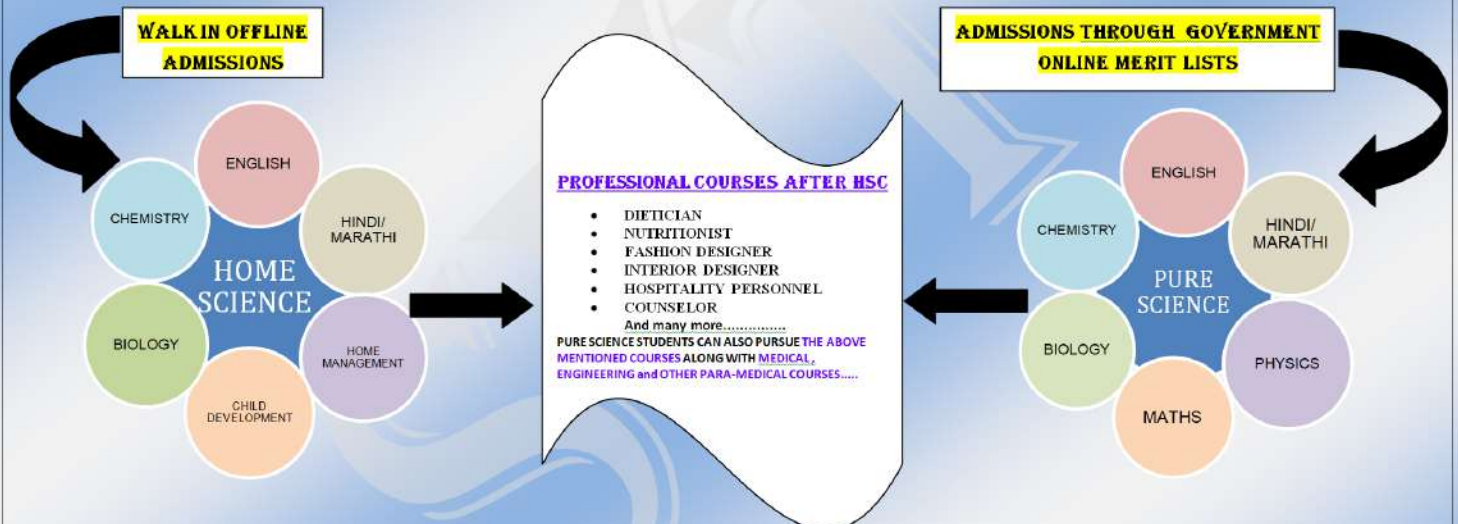 WALK IN OFFLINE
ADMISSIONS
ENGLISH
CHEMISTRY
HINDI/
MARATHI
HOME
SCIENCE
BIOLOGY
HOME
MANAGEMENT
CHILD
DEVELOPMENT
PROFESSIONAL COURSES AFTER HSC
• DIETICIAN
• NUTRITIONIST
• FASHION DESIGNER
• INTERIOR DESIGNER
• HOSPITALITY PERSONNEL
• COUNSELOR
And many more...............
PURE SCIENCE STUDENTS CAN ALSO PURSUE THE ABOVE
MENTIONED COURSES ALONG WITH MEDICAL,
ENGINEERING and OTHER PARA-MEDICAL COURSES.....
ADMISSIONS THROUGH GOVERNMENT
ONLINE MERIT LISTS
ENGLISH
CHEMISTRY
HINDI/
MARATHI
PURE
SCIENCE
BIOLOGY
PHYSICS
MATHS